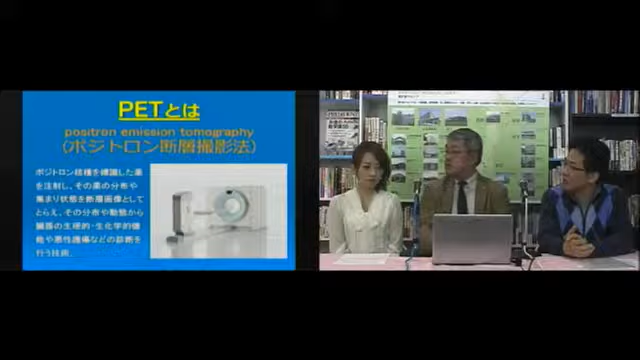 PETとは
positron emission tomography
(ポジトロン断層撮影法)
ポジトロン核種を標識した薬
を注射し、その薬の分布や
集まり状態を断層画像として
とらえ、その分布や動態から
臓器の生理的・生化学的機
能や悪性腫瘍などの診断を
行う技術.